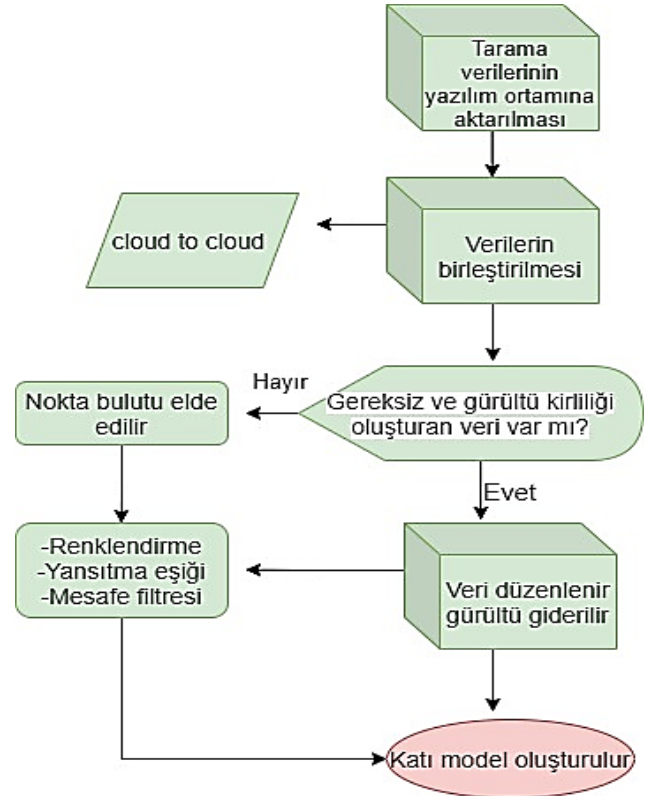 Tarama
verilerinin
yazılım ortamına
aktarılması
cloud to cloud
Verilerin
birleştirilmesi
Hayır
Gereksiz ve gürültü kirliliği
oluşturan veri var mı?
Nokta bulutu elde
edilir
Evet
-Renklendirme
-Yansıtma eşiği
-Mesafe filtresi
Veri düzenlenir
gürültü giderilir
Katı model oluşturulur